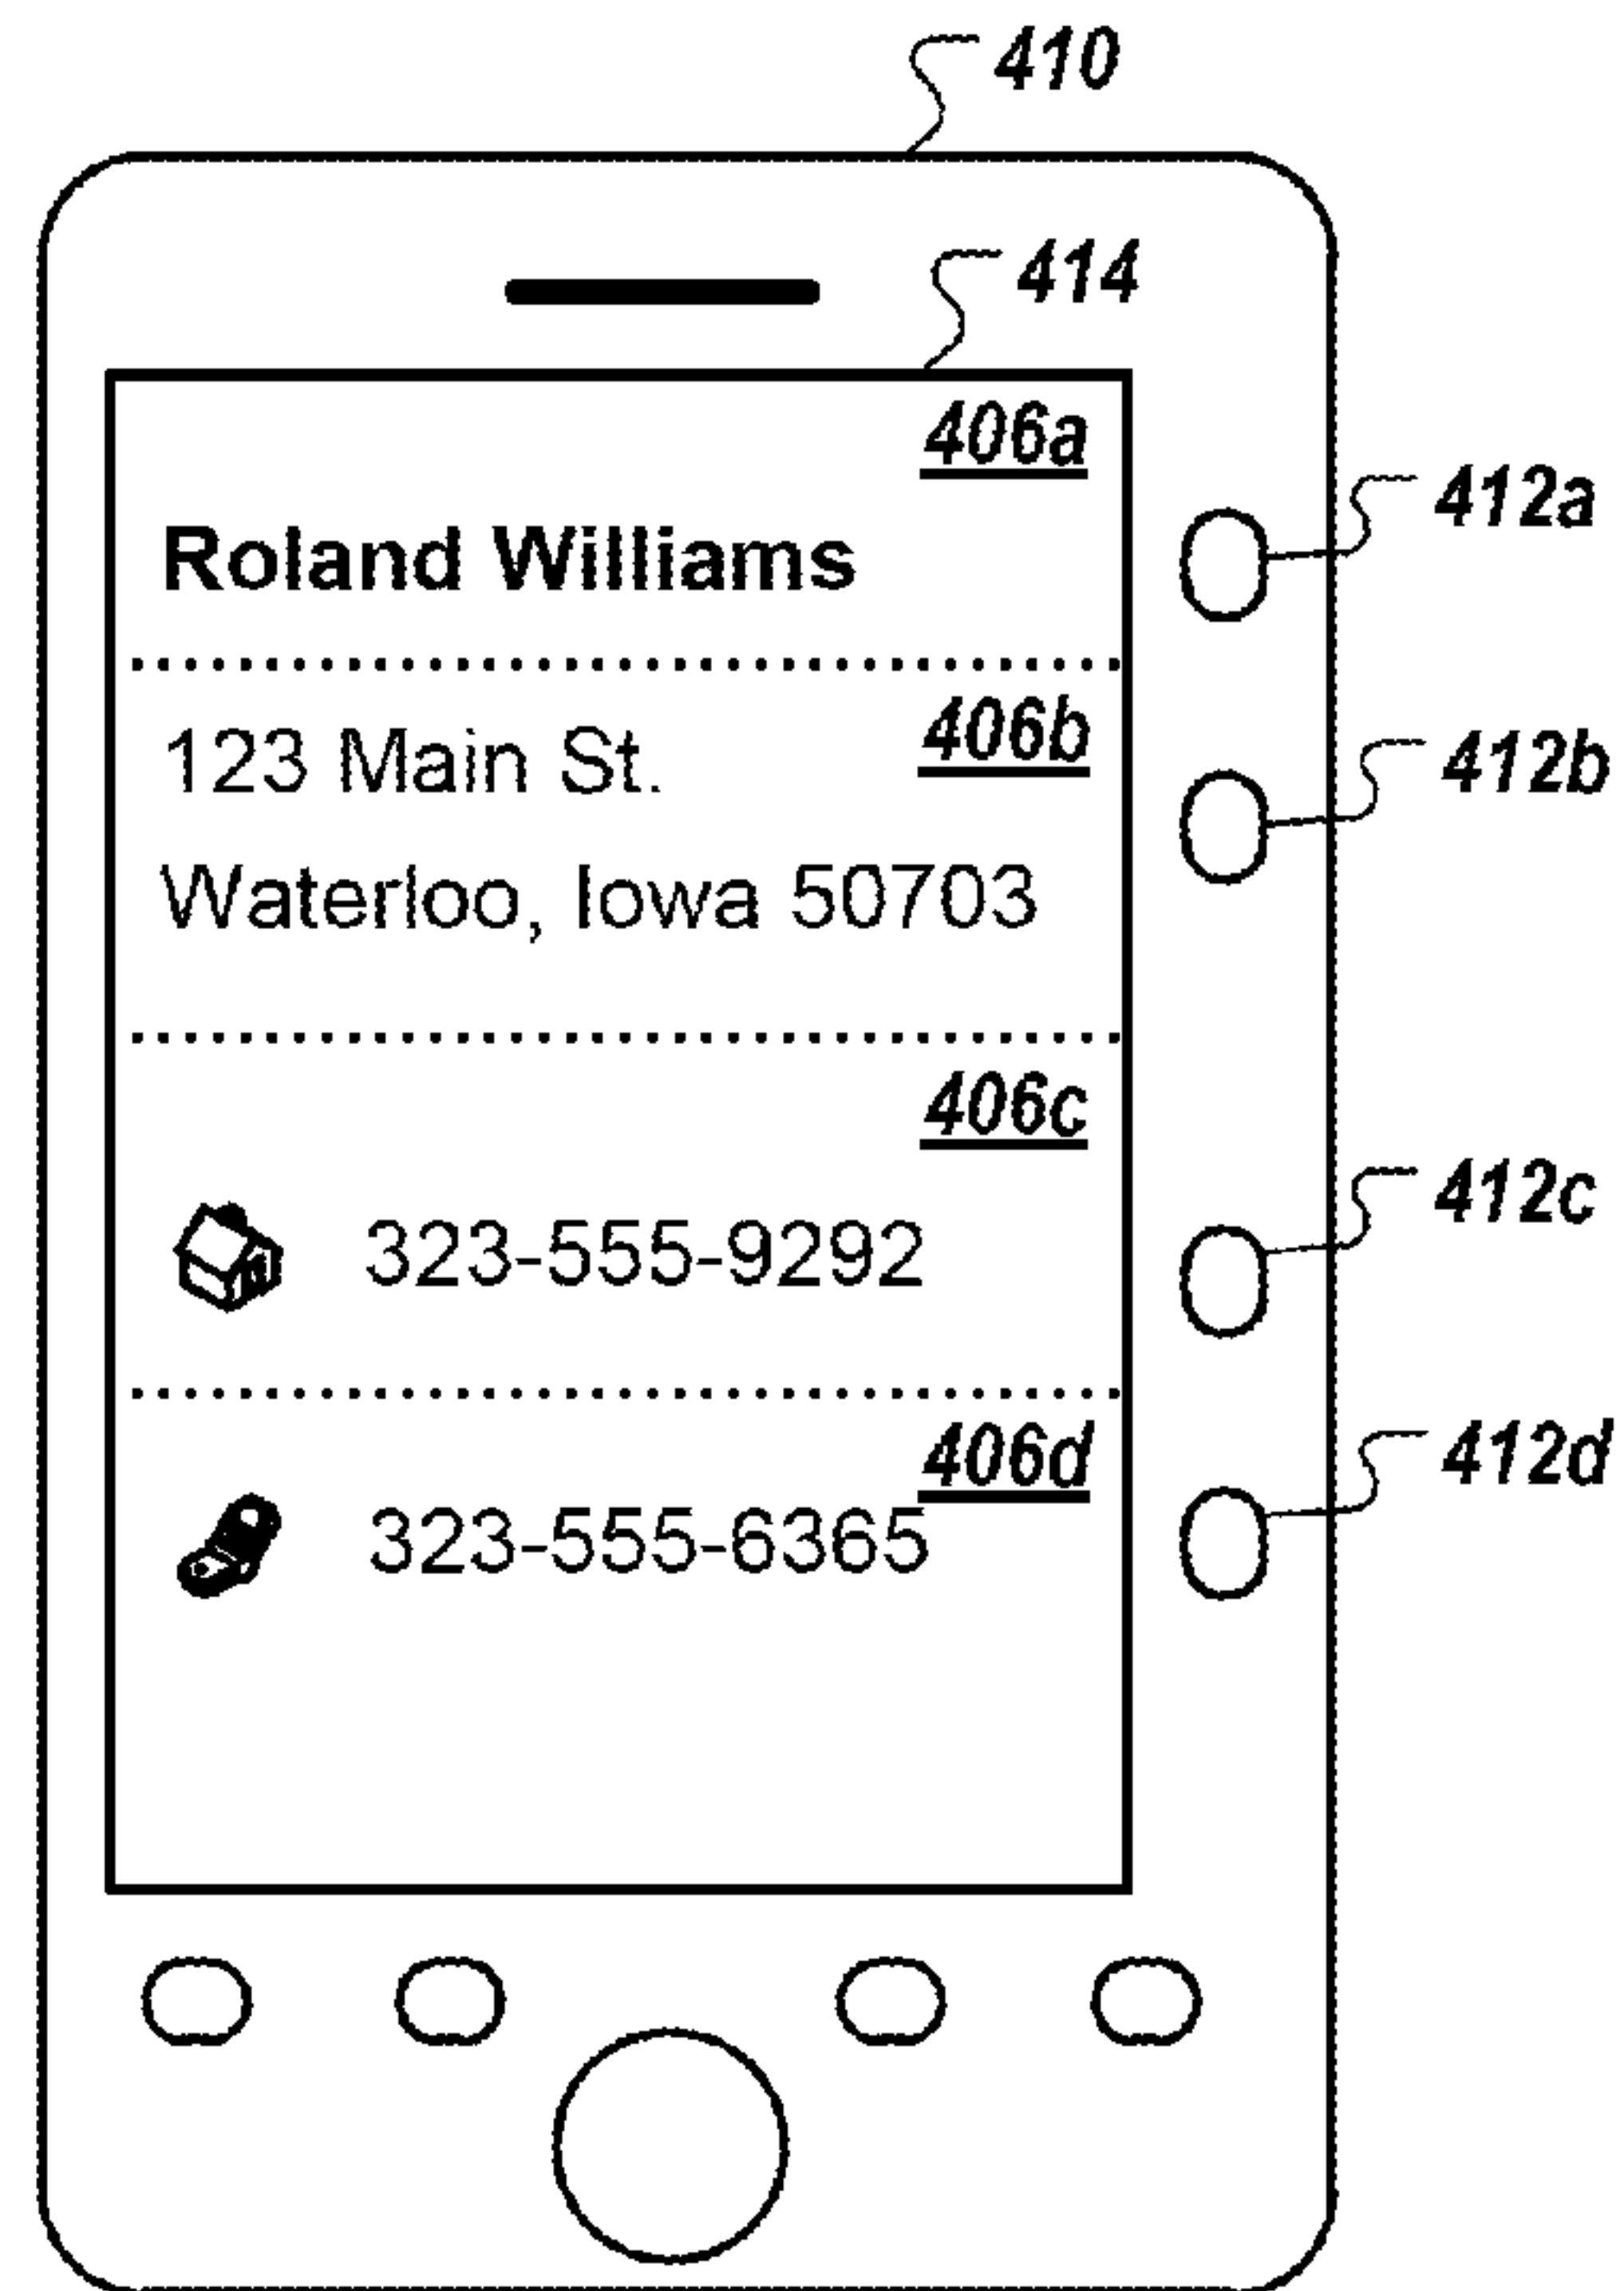 410
414
406a
Roland Williams
412a
406b
123 Main St.
412b
Waterloo, Iowa 50703
406c
412c
323-555-9292
406d
412d
323-555-6365